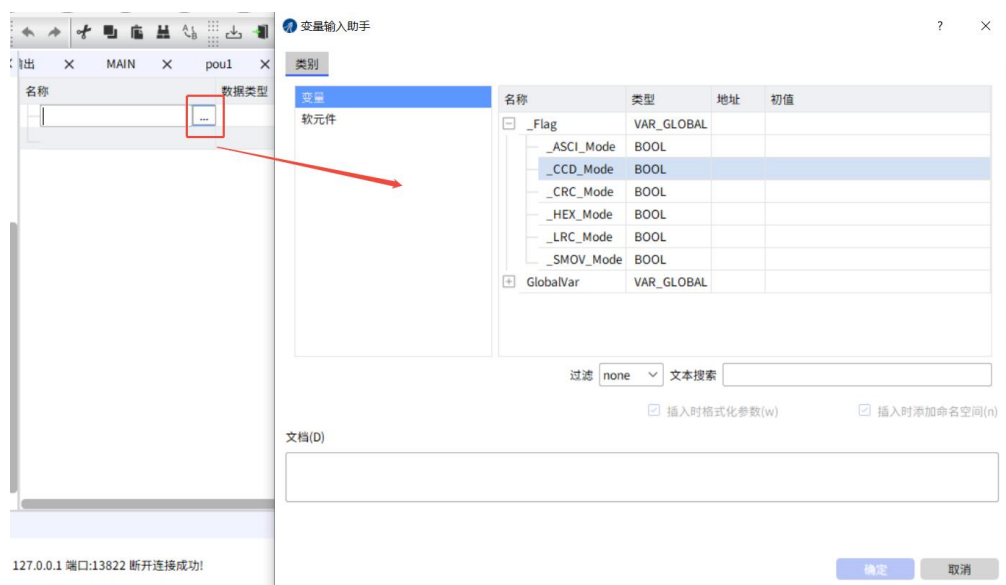 变量输入助手
? ×
出 × MAIN × pou1 ×
类别
名称 数据类型
...
变量
软元件
名称 类型 地址 初值
_Flag VAR_GLOBAL
_ASCI_Mode BOOL
_CCD_Mode BOOL
_CRC_Mode BOOL
_HEX_Mode BOOL
_LRC_Mode BOOL
_SMOV_Mode BOOL
GlobalVar VAR_GLOBAL
过滤 none 文本搜索
插入时格式化参数(w) 插入时添加命名空间(n)
文档(D)
127.0.0.1 端口:13822 断开连接成功!
确定 取消